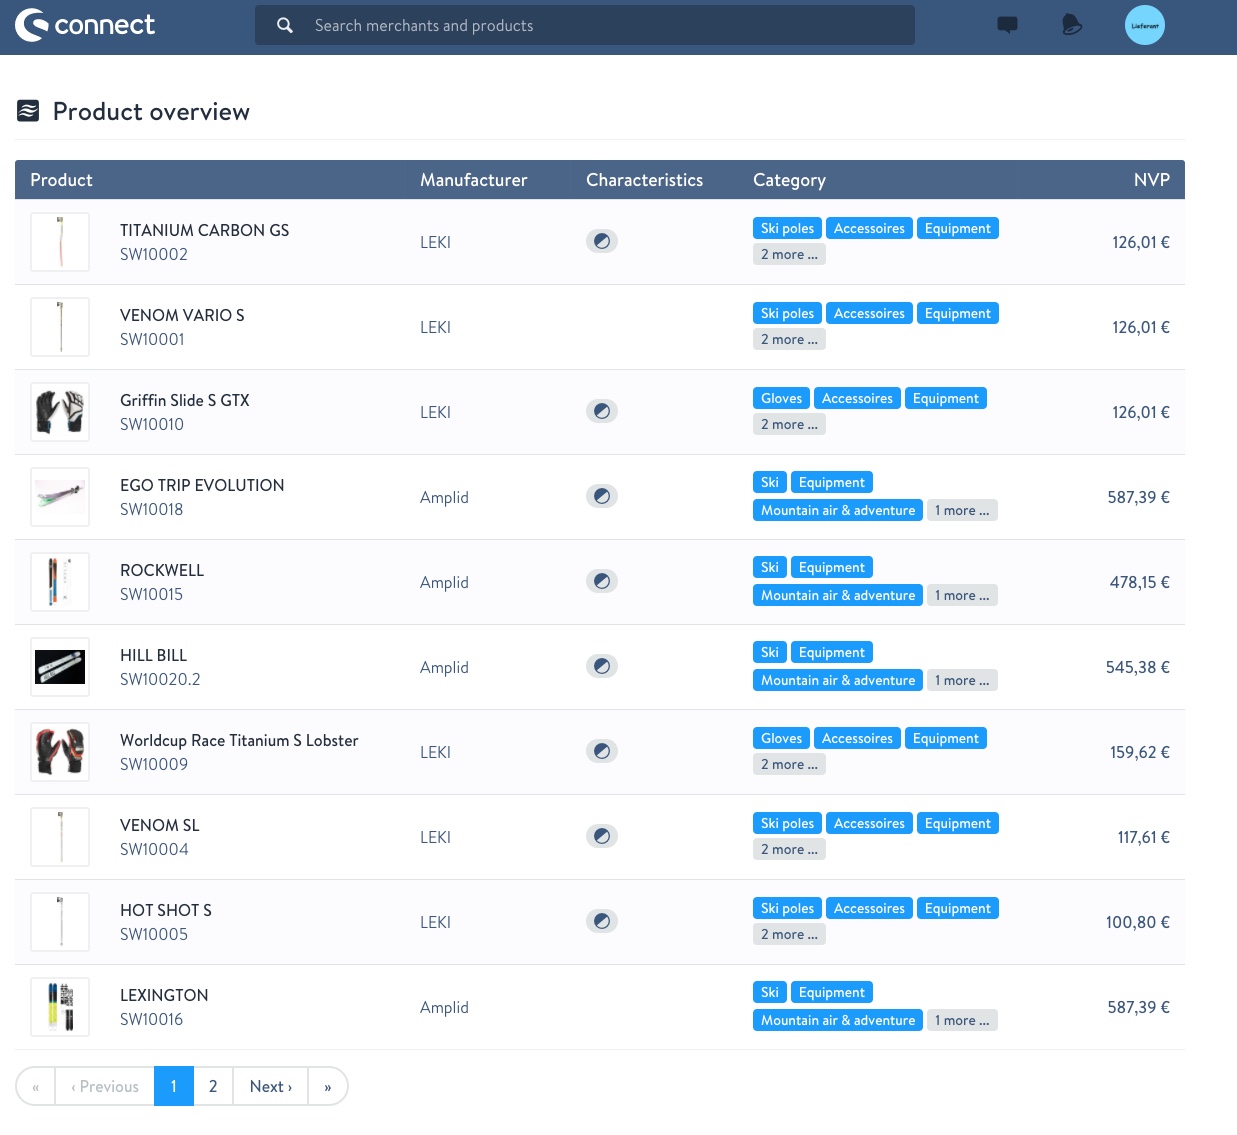 connect
Search merchants and products
Lieferant
Product overview
Product Manufacturer Characteristics Category NVP
TITANIUM CARBON GS
SW10002
LEKI
Ski poles Accessoires Equipment
2 more ...
126,01 €
VENOM VARIO S
SW10001
LEKI
Ski poles Accessoires Equipment
2 more ...
126,01 €
Griffin Slide S GTX
SW10010
LEKI
Gloves Accessoires Equipment
2 more ...
126,01 €
EGO TRIP EVOLUTION
SW10018
Amplid
Ski Equipment
Mountain air & adventure 1 more ...
587,39 €
ROCKWELL
SW10015
Amplid
Ski Equipment
Mountain air & adventure 1 more ...
478,15 €
HILL BILL
SW10020.2
Amplid
Ski Equipment
Mountain air & adventure 1 more ...
545,38 €
Worldcup Race Titanium S Lobster
SW10009
LEKI
Gloves Accessoires Equipment
2 more ...
159,62 €
VENOM SL
SW10004
LEKI
Ski poles Accessoires Equipment
2 more ...
117,61 €
HOT SHOT S
SW10005
LEKI
Ski poles Accessoires Equipment
2 more ...
100,80 €
LEXINGTON
SW10016
Amplid
Ski Equipment
Mountain air & adventure 1 more ...
587,39 €
« ‹ Previous 1 2 Next › »